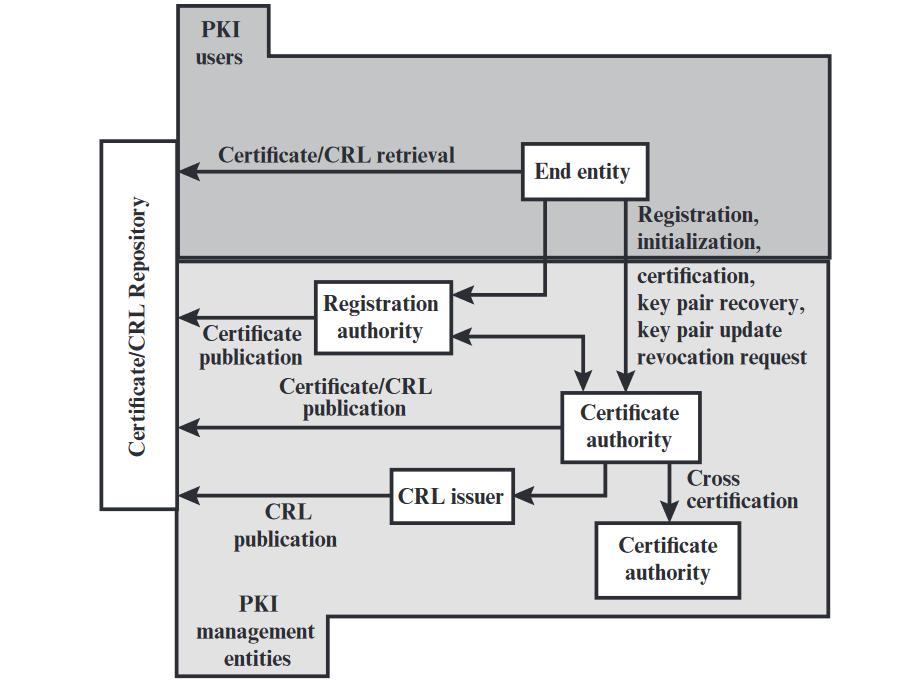 PKI
users
Certificate/CRL retrieval
End entity
Certificate/CRL Repository
Registration,
initialization,
certification,
key pair recovery,
key pair update
revocation request
Registration
authority
Certificate
publication
Certificate/CRL
publication
Certificate
authority
CRL issuer
Cross
certification
CRL
publication
Certificate
authority
PKI
management
entities